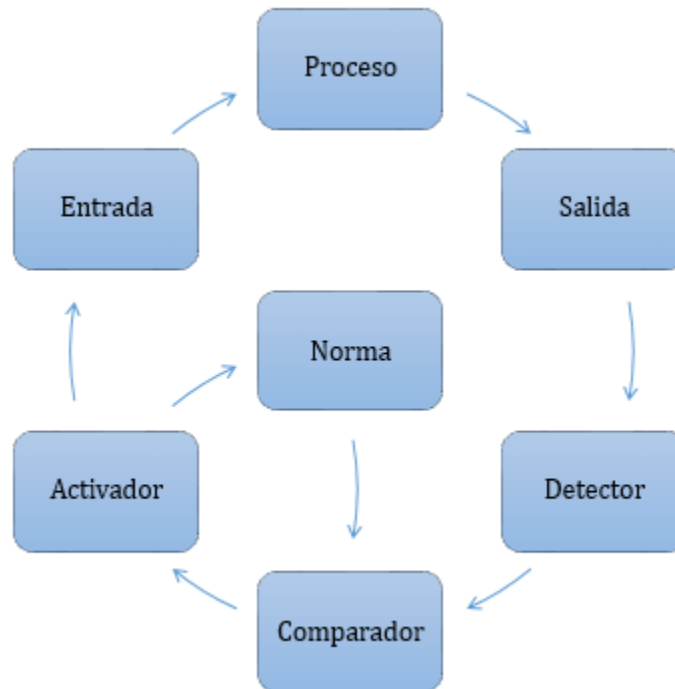 Proceso
Entrada
Salida
Norma
Activador
Detector
Comparador